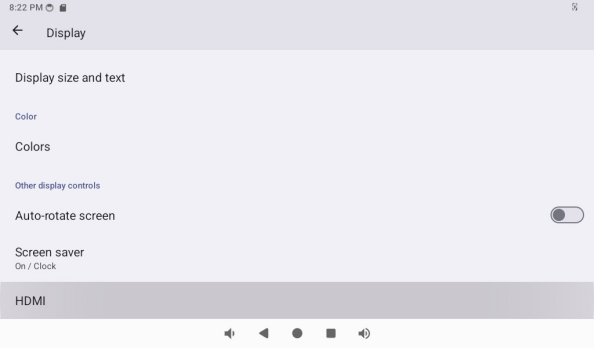 8:22 PM
Display
Display size and text
Color
Colors
Other display controls
Auto-rotate screen
Screen saver
On / Clock
HDMI